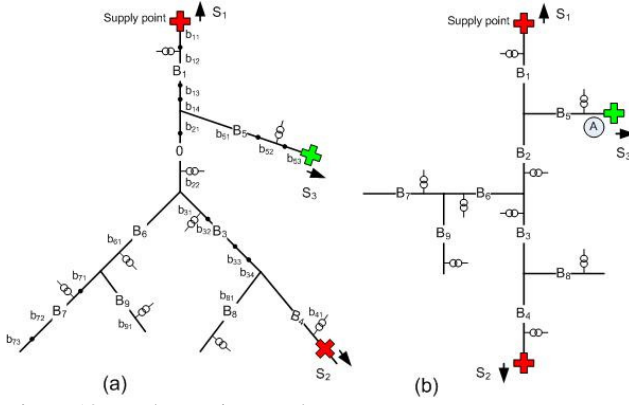 Supply point
S1
b11
b12
B1
b13
b14
b21
b51
B5
b52
b53
0
S3
b22
b31
b32
B3
B6
b61
b33
b34
b71
B9
b81
b41
b72
B7
B8
B4
b91
b73
S2
(a)
Supply point
S1
B1
B5
A
S3
B2
B7
B6
B9
B3
B8
B4
S2
(b)